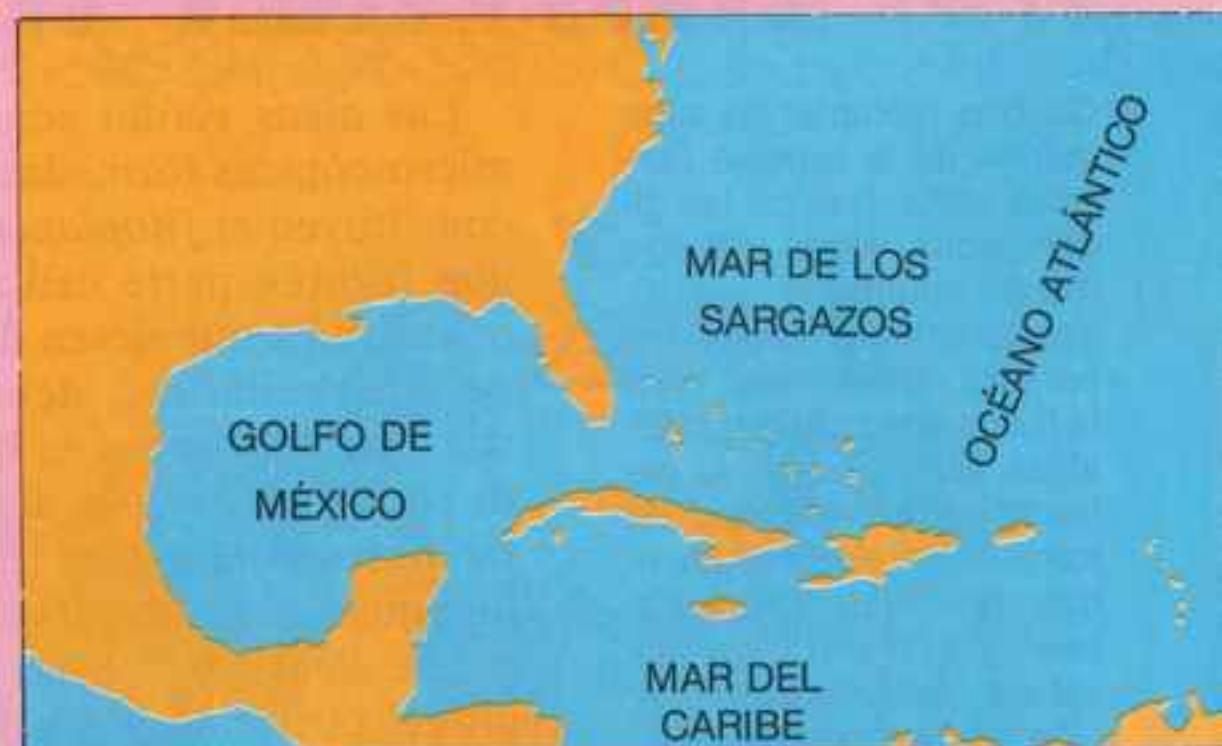 MAR DE LOS
SARGAZOS
OCÉANO ATLÁNTICO
GOLFO DE
MÉXICO
MAR DEL
CARIBE